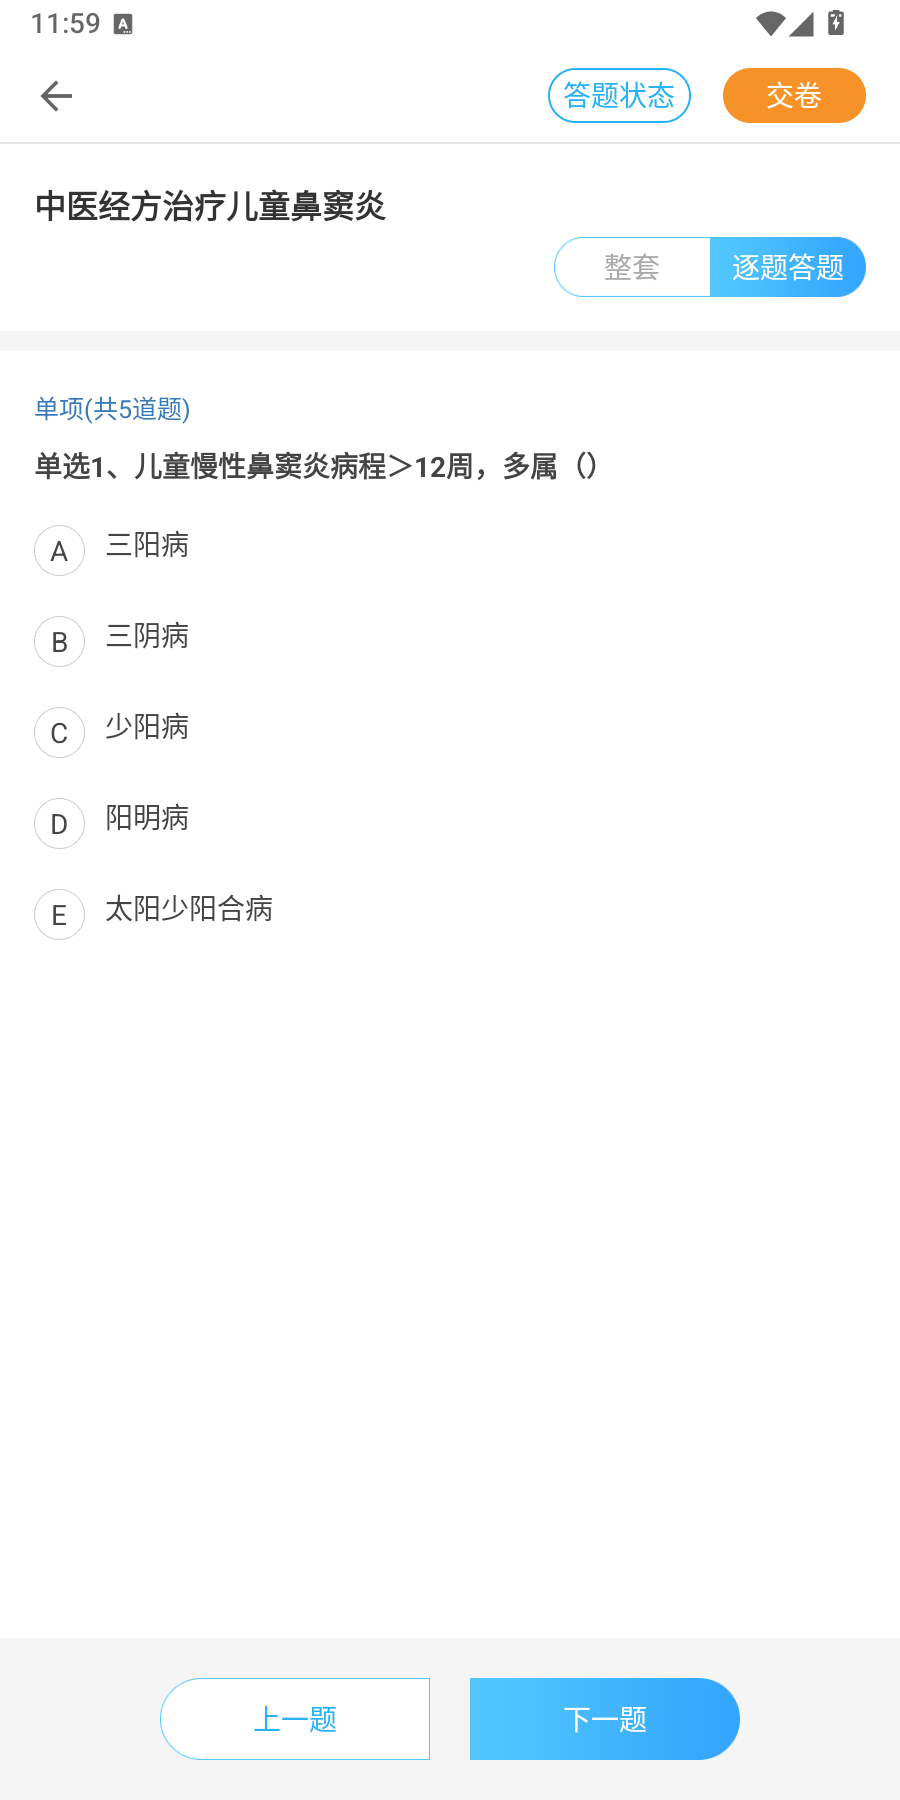 11:59
答题状态
交卷
中医经方治疗儿童鼻窦炎
整套
逐题答题
单项(共5道题)
单选1、儿童慢性鼻窦炎病程＞12周，多属（）
A 三阳病
B 三阴病
C 少阳病
D 阳明病
E 太阳少阳合病
上一题
下一题